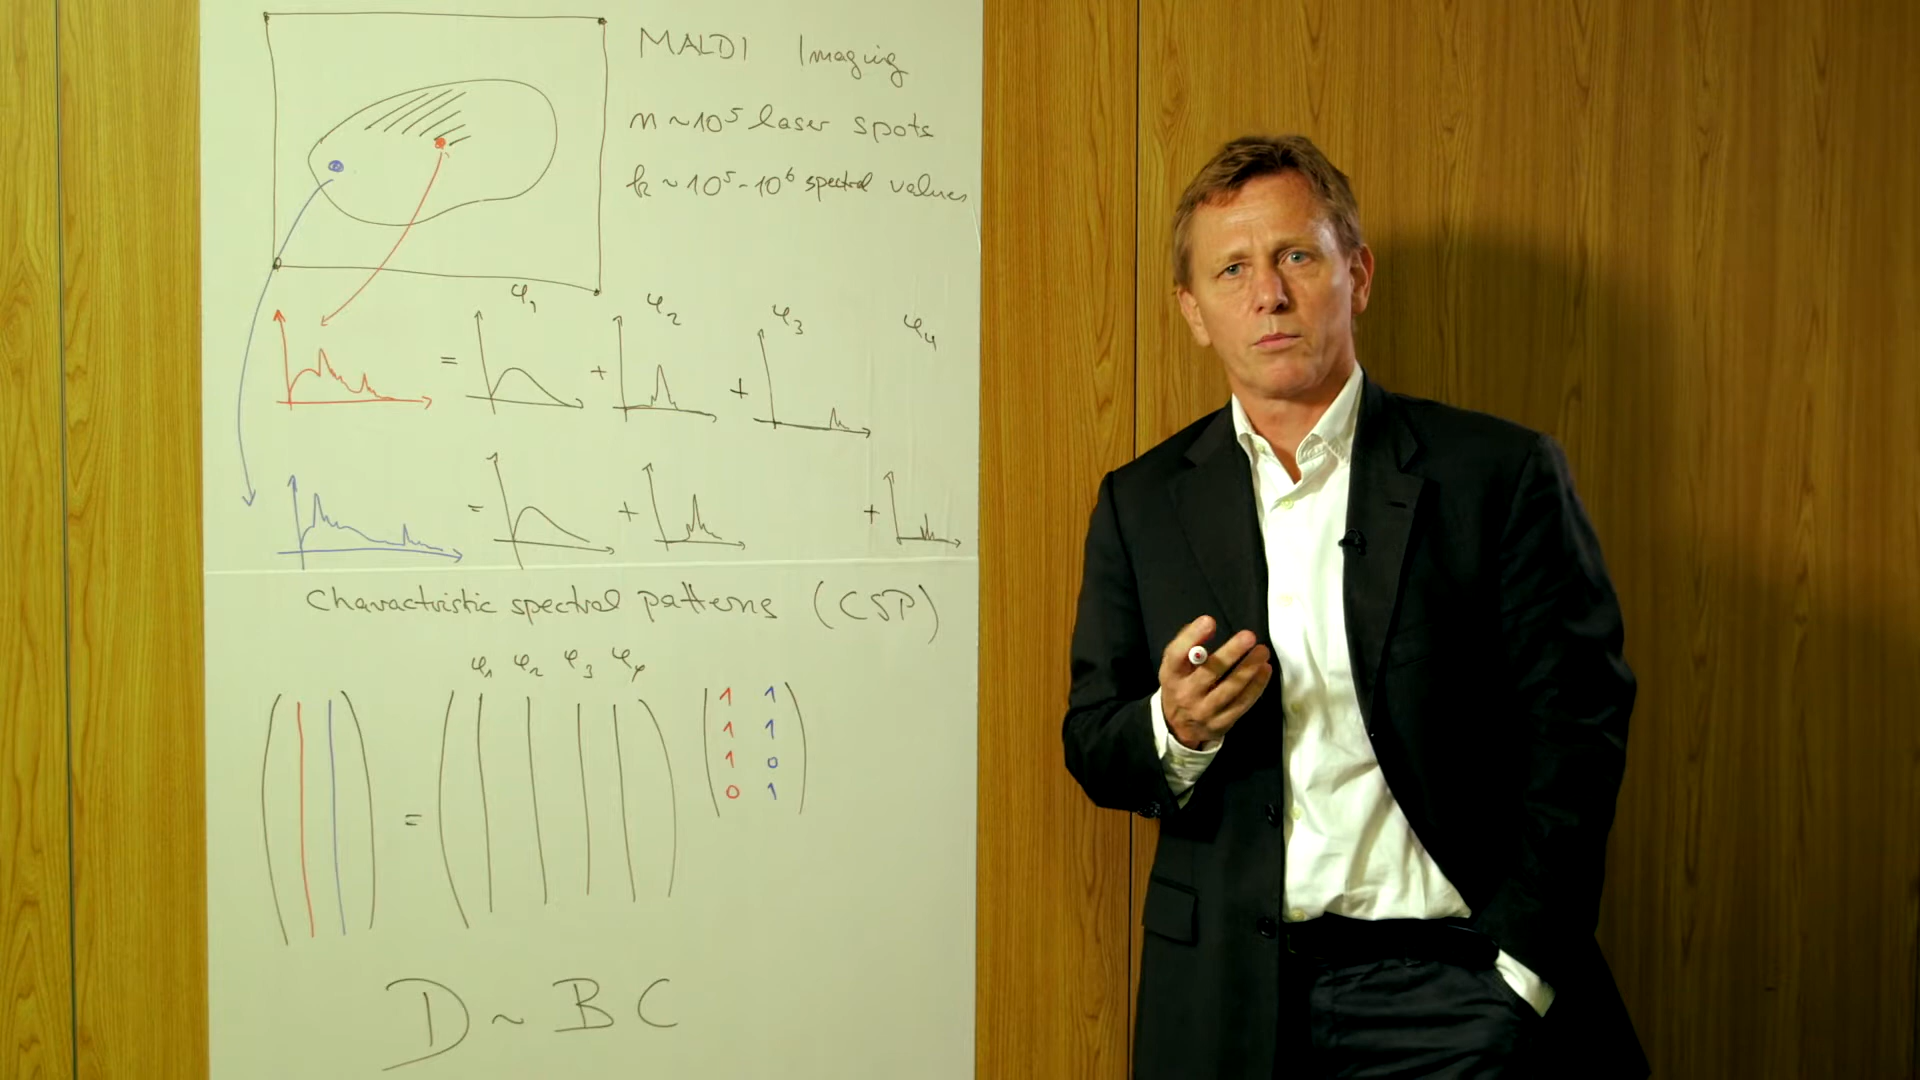 MALDI Imaging
n ~ 10⁵ laser spots
k ~ 10⁵ - 10⁶ spectral values
φ₁ φ₂ φ₃ φ₄
= + +
= + +
Charactristic spectral patterns (CSP)
φ₁ φ₂ φ₃ φ₄
1 1
1 1
1 0
0 1
=
D ~ B C